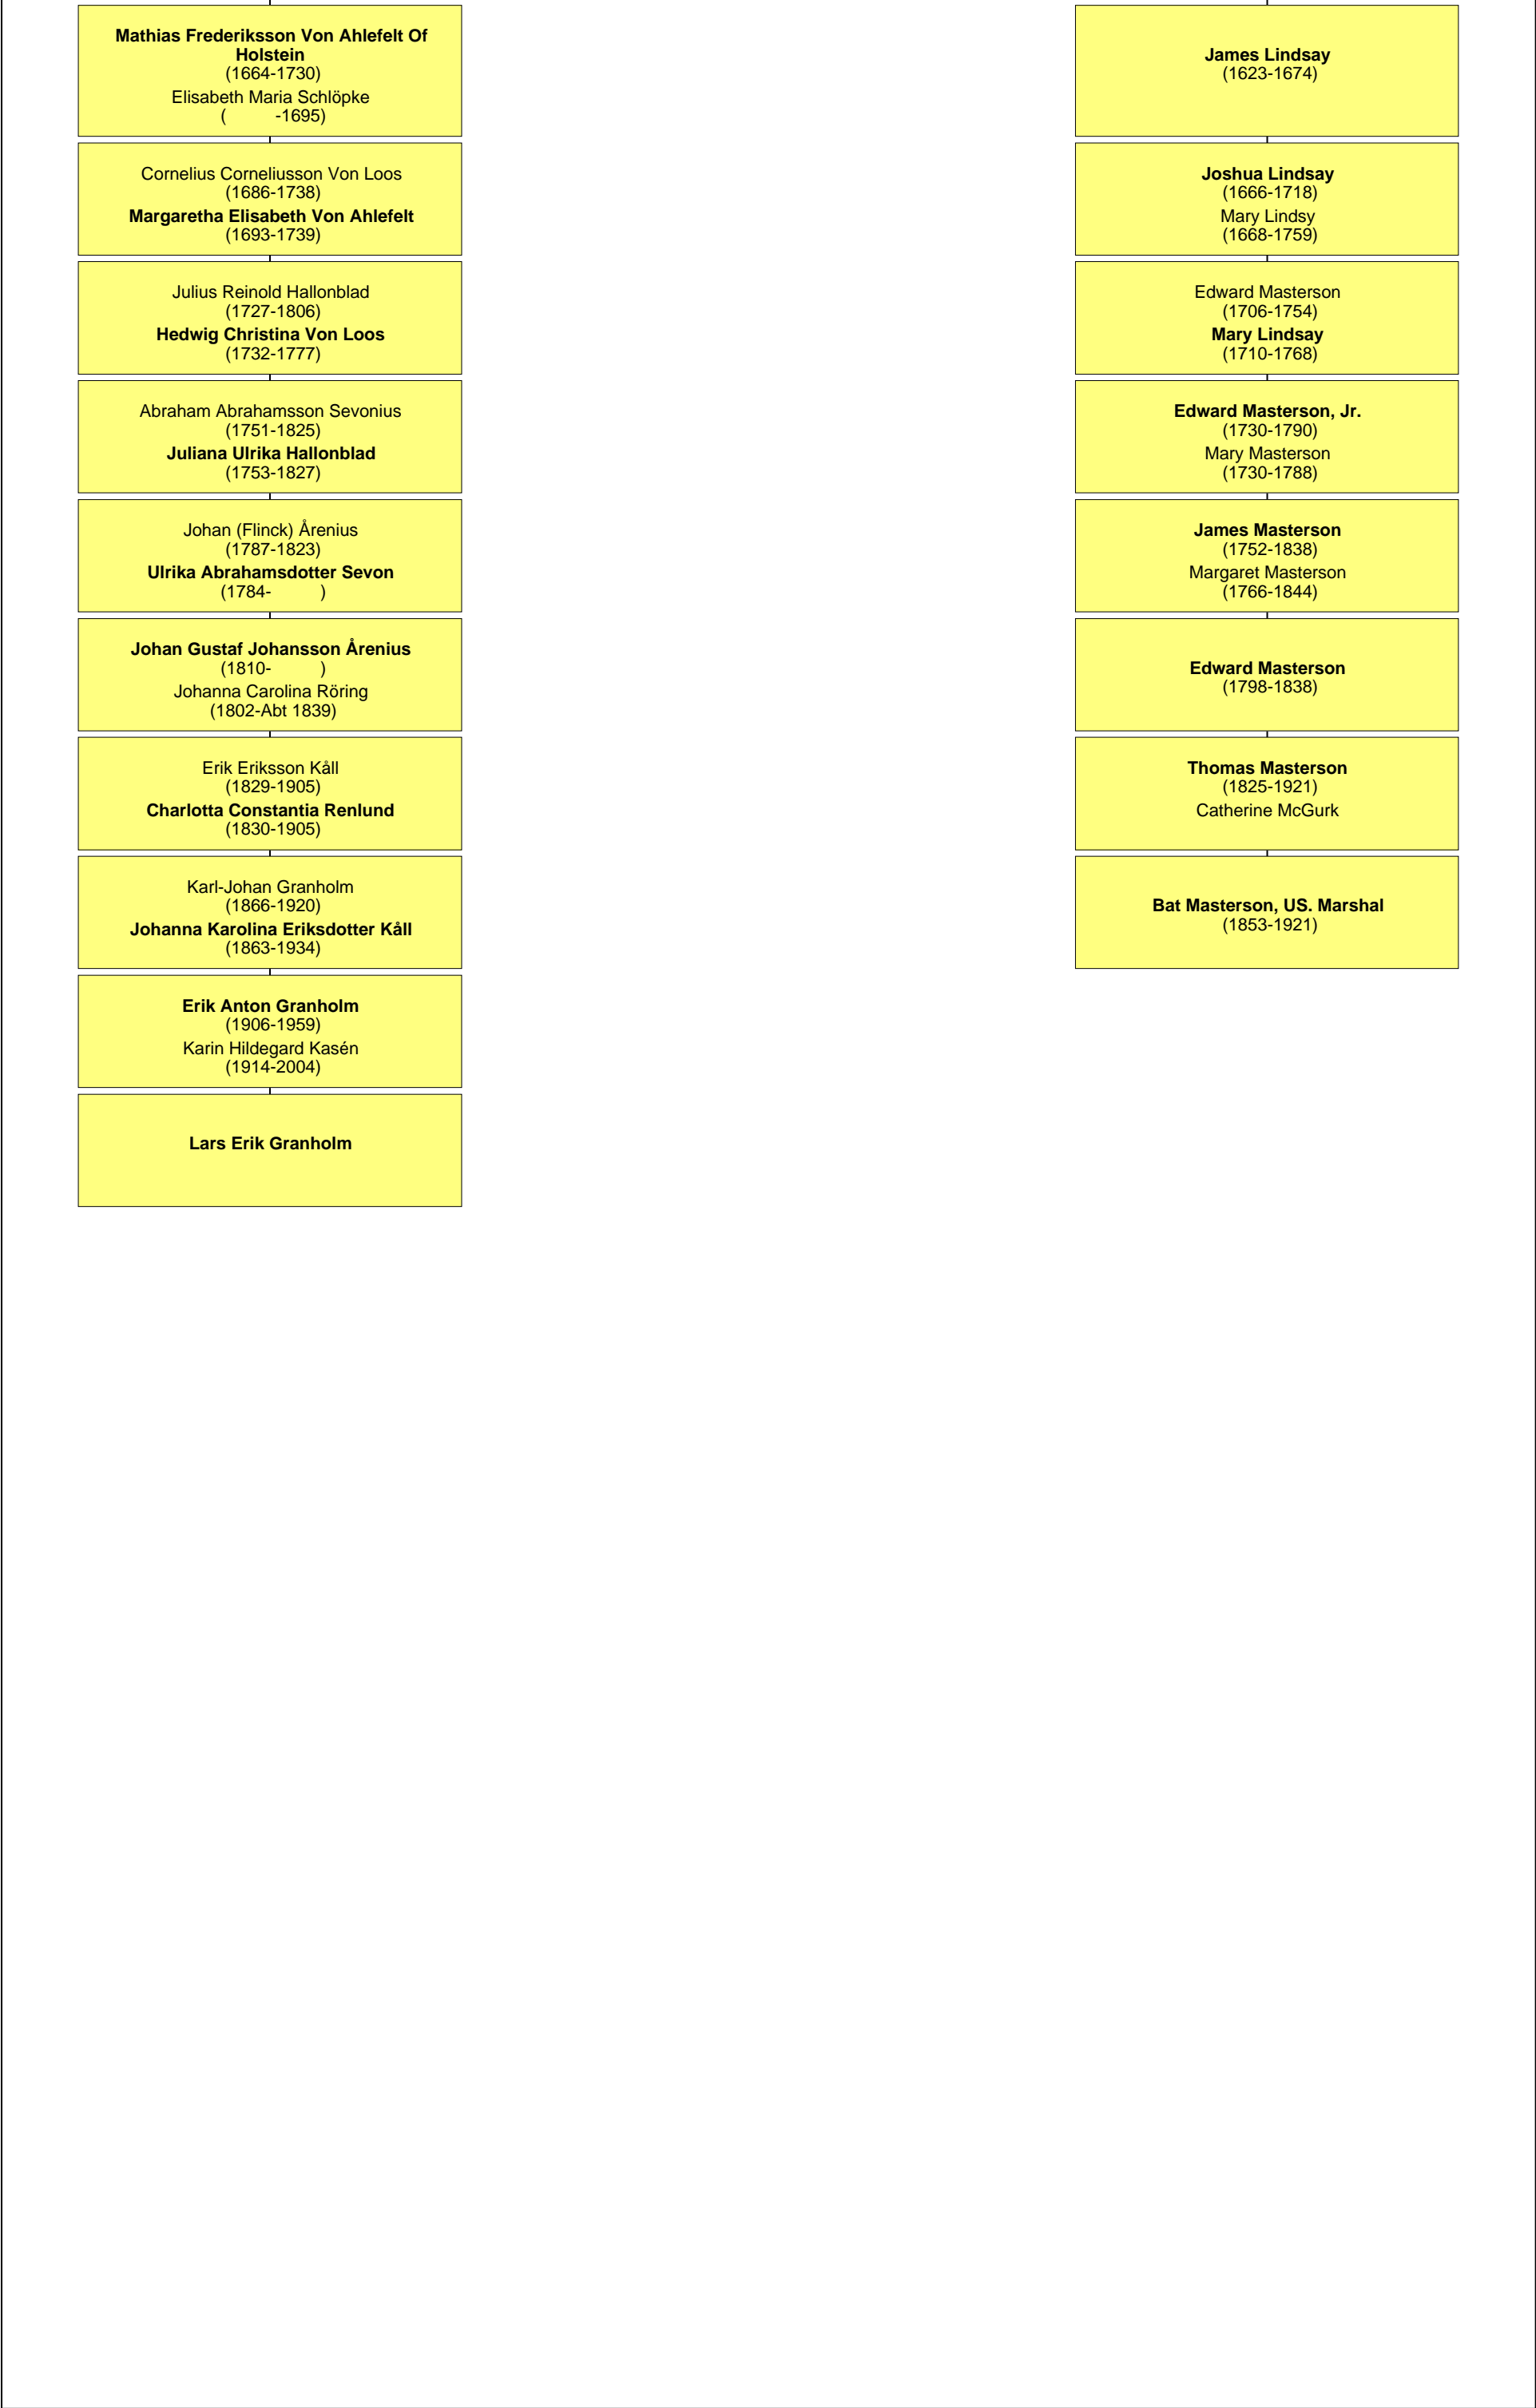 Mathias Frederiksson Von Ahlefelt Of
Holstein
(1664-1730)
Elisabeth Maria Schlöpke
( -1695)
Cornelius Corneliusson Von Loos
(1686-1738)
Margaretha Elisabeth Von Ahlefelt
(1693-1739)
Julius Reinold Hallonblad
(1727-1806)
Hedwig Christina Von Loos
(1732-1777)
Abraham Abrahamsson Sevonius
(1751-1825)
Juliana Ulrika Hallonblad
(1753-1827)
Johan (Flinck) Årenius
(1787-1823)
Ulrika Abrahamsdotter Sevon
(1784- )
Johan Gustaf Johansson Årenius
(1810- )
Johanna Carolina Röring
(1802-Abt 1839)
Erik Eriksson Kåll
(1829-1905)
Charlotta Constantia Renlund
(1830-1905)
Karl-Johan Granholm
(1866-1920)
Johanna Karolina Eriksdotter Kåll
(1863-1934)
Erik Anton Granholm
(1906-1959)
Karin Hildegard Kasén
(1914-2004)
Lars Erik Granholm
James Lindsay
(1623-1674)
Joshua Lindsay
(1666-1718)
Mary Lindsy
(1668-1759)
Edward Masterson
(1706-1754)
Mary Lindsay
(1710-1768)
Edward Masterson, Jr.
(1730-1790)
Mary Masterson
(1730-1788)
James Masterson
(1752-1838)
Margaret Masterson
(1766-1844)
Edward Masterson
(1798-1838)
Thomas Masterson
(1825-1921)
Catherine McGurk
Bat Masterson, US. Marshal
(1853-1921)